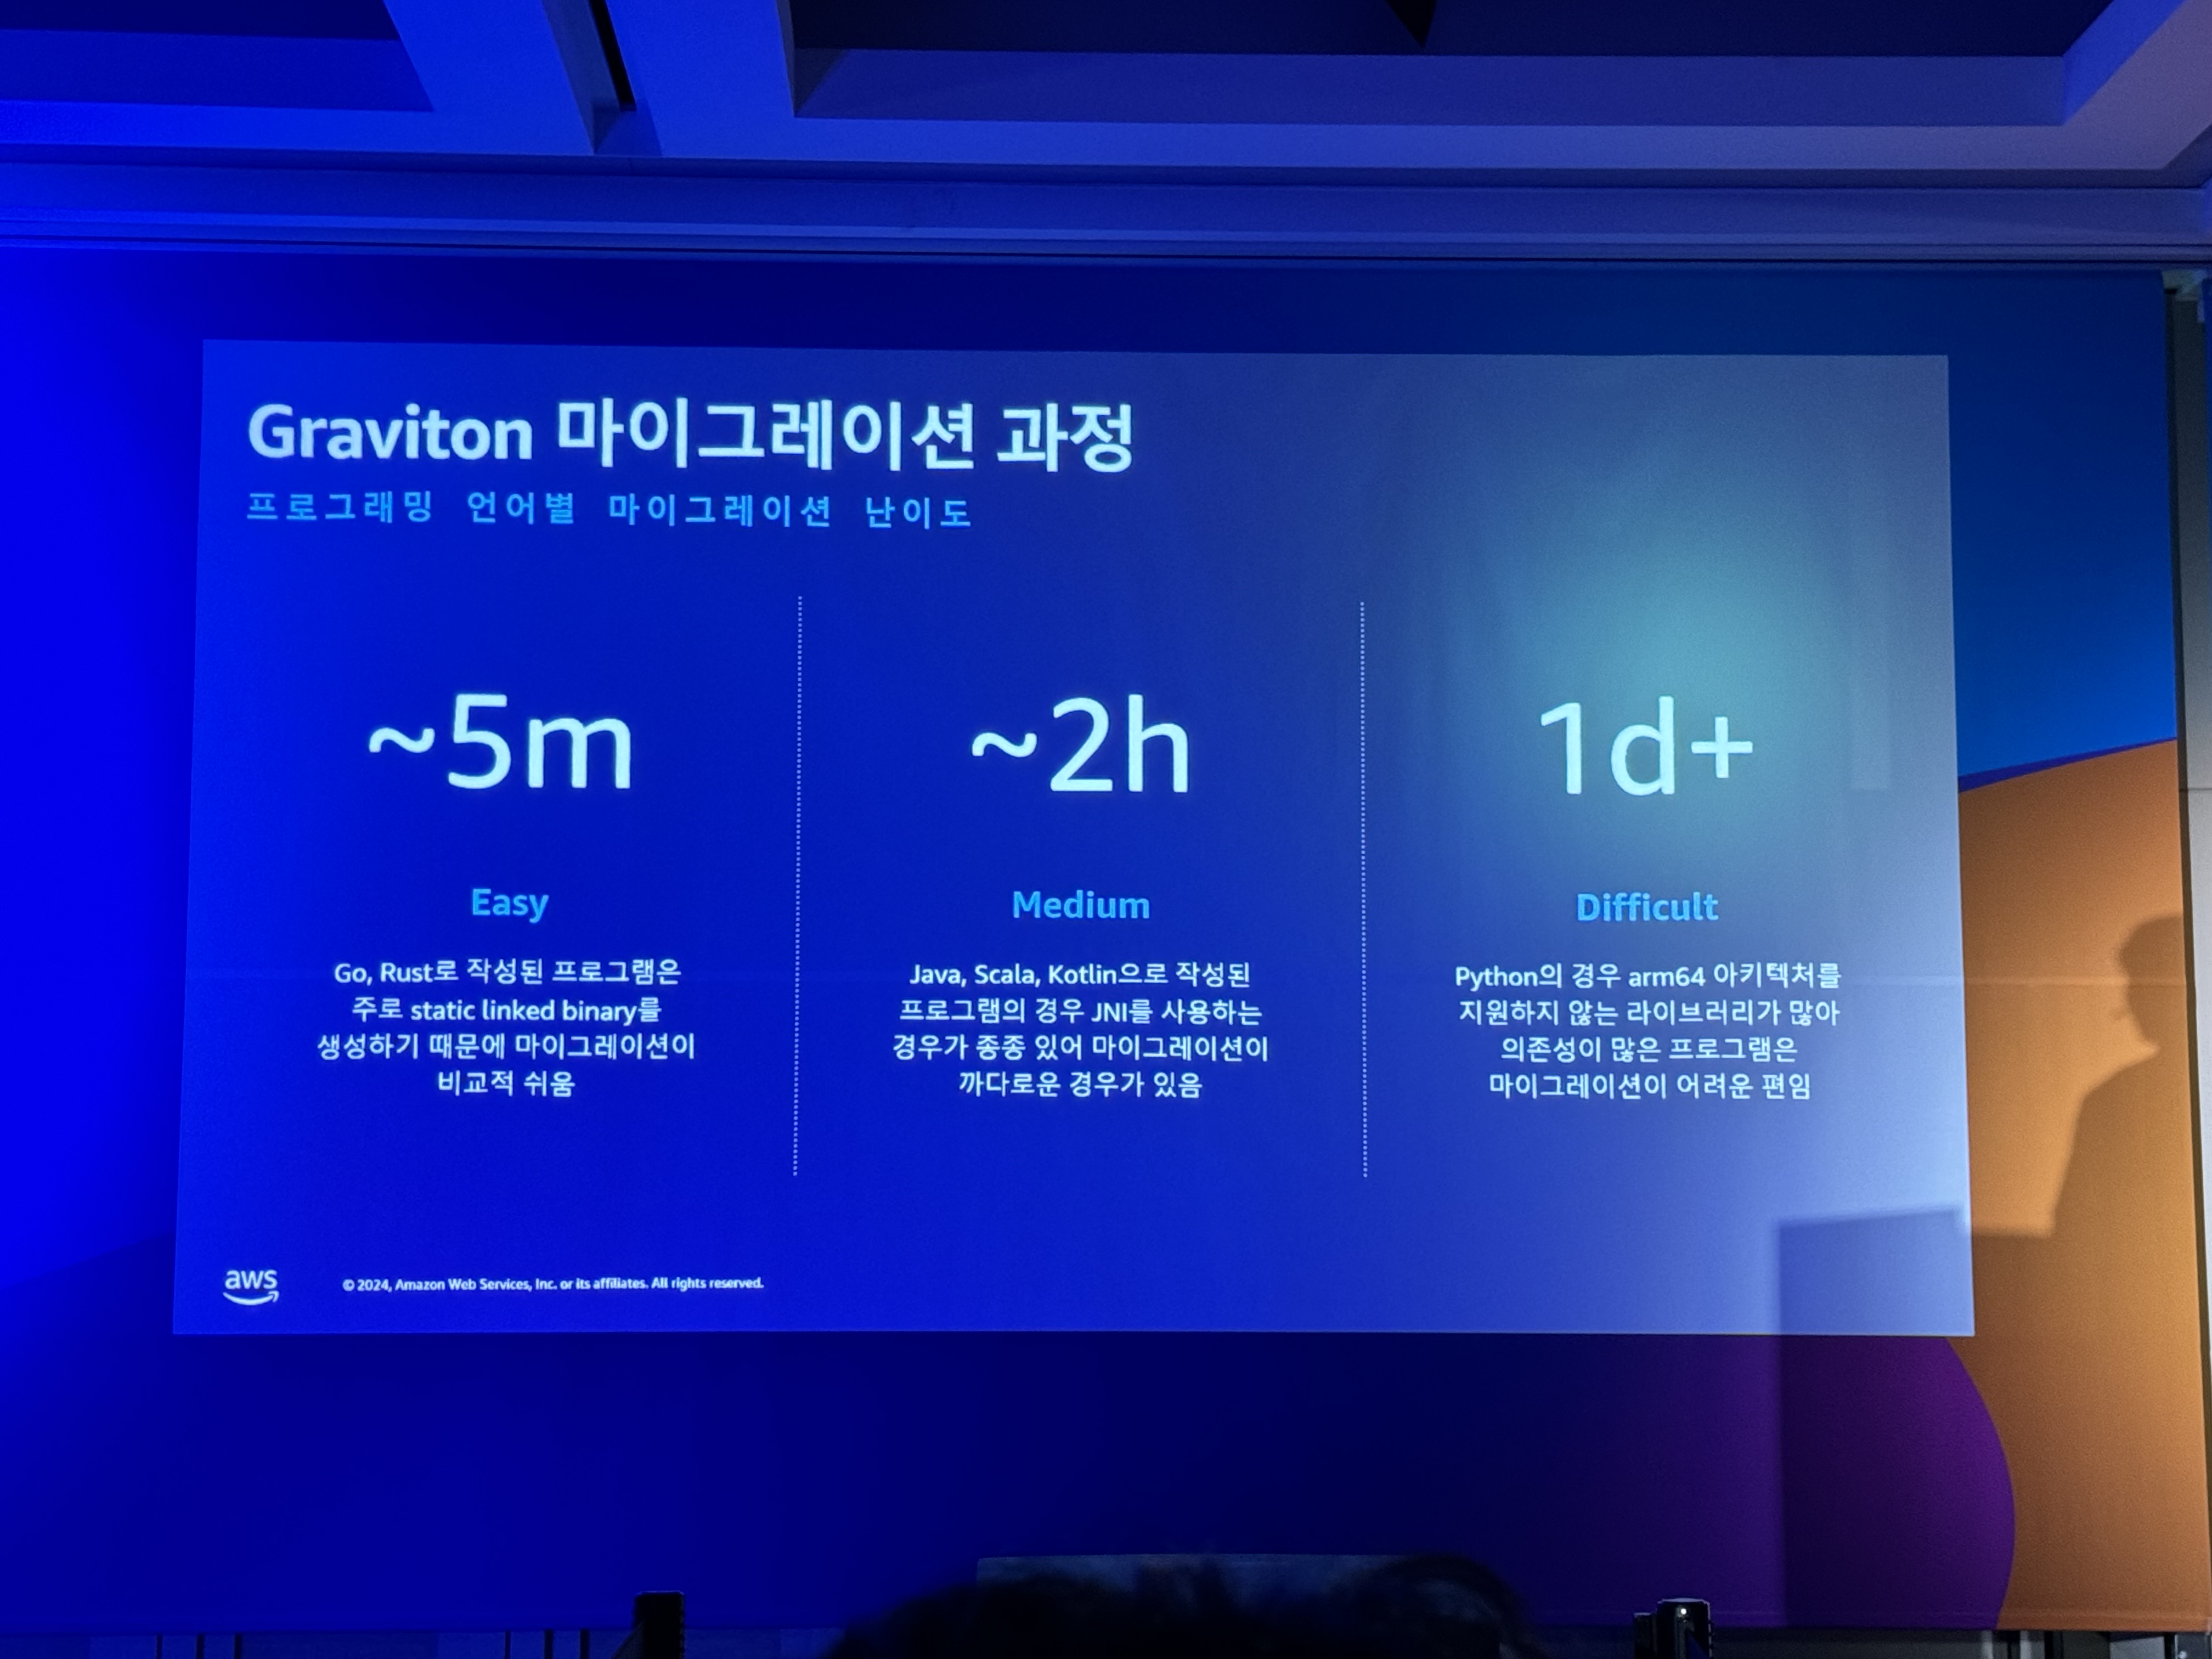 Graviton 마이그레이션 과정
프로그래밍 언어별 마이그레이션 난이도
~5m
Easy
Go, Rust로 작성된 프로그램은
주로 static linked binary를
생성하기 때문에 마이그레이션이
비교적 쉬움
~2h
Medium
Java, Scala, Kotlin으로 작성된
프로그램의 경우 JNI를 사용하는
경우가 종종 있어 마이그레이션이
까다로운 경우가 있음
1d+
Difficult
Python의 경우 arm64 아키텍처를
지원하지 않는 라이브러리가 많아
의존성이 많은 프로그램은
마이그레이션이 어려운 편임
aws
© 2024, Amazon Web Services, Inc. or its affiliates. All rights reserved.